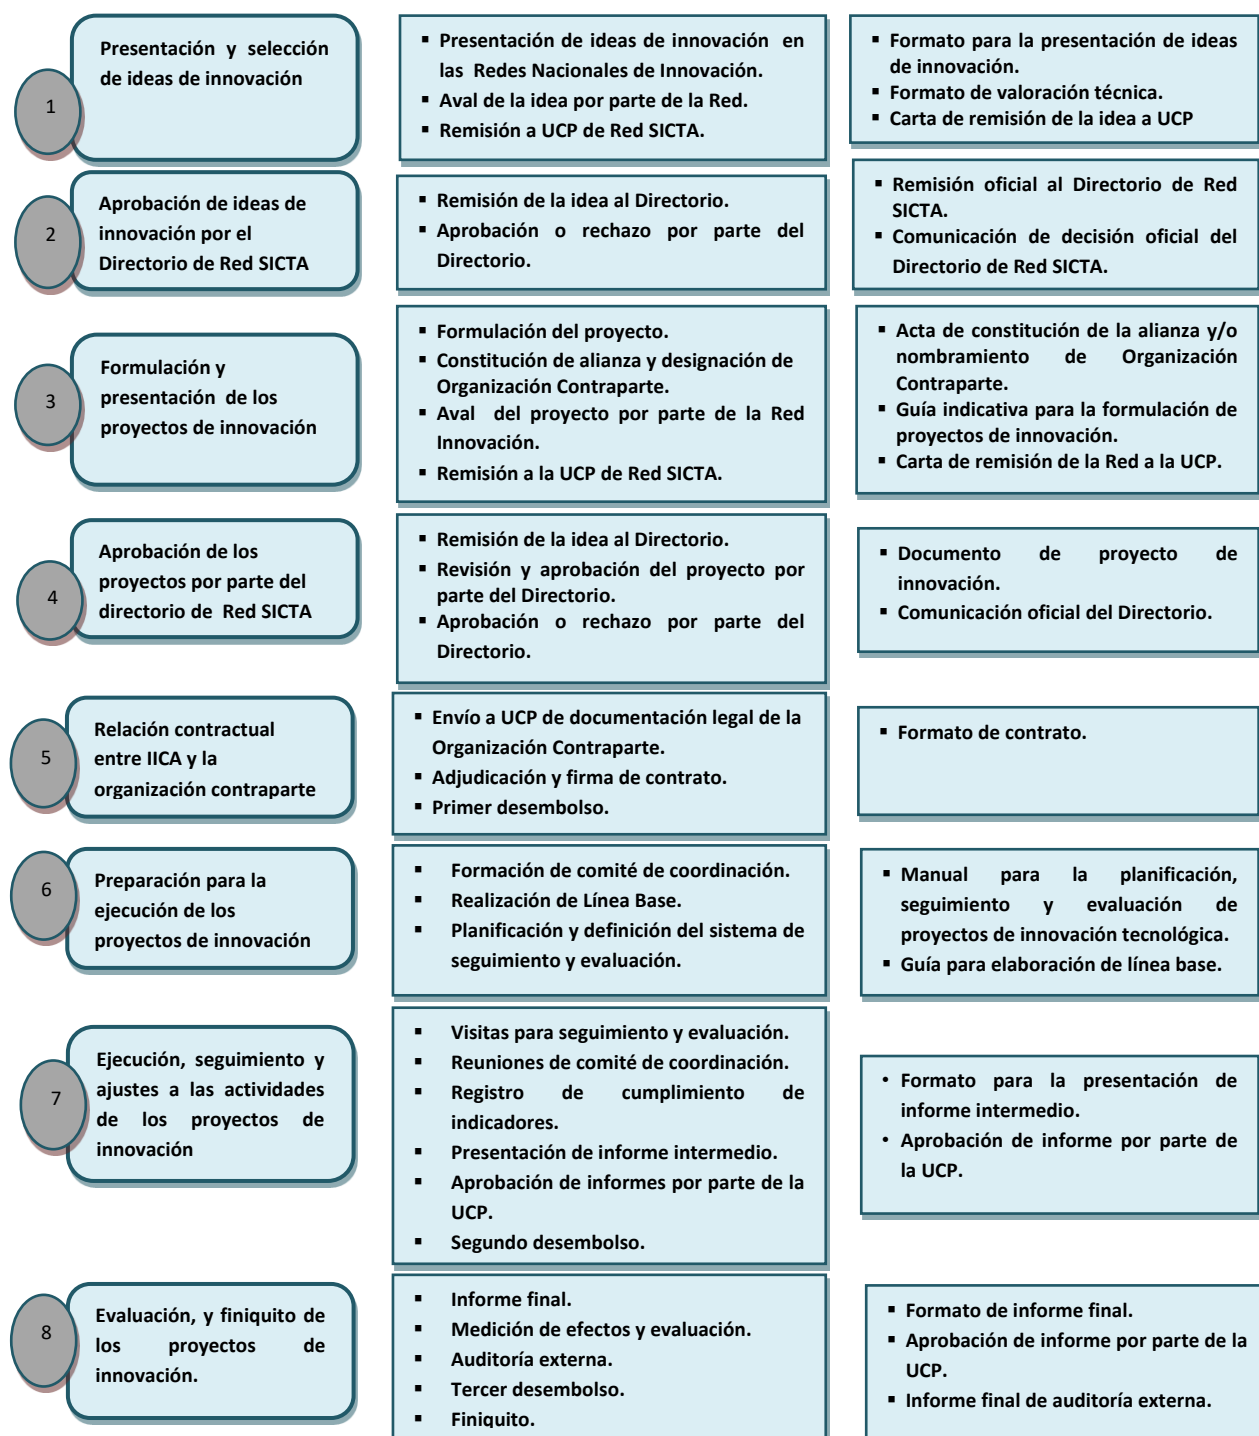 1
Presentación y selección
de ideas de innovación
▪ Presentación de ideas de innovación en
las Redes Nacionales de Innovación.
▪ Aval de la idea por parte de la Red.
▪ Remisión a UCP de Red SICTA.
▪ Formato para la presentación de ideas
de innovación.
▪ Formato de valoración técnica.
▪ Carta de remisión de la idea a UCP
2
Aprobación de ideas de
innovación por el
Directorio de Red SICTA
▪ Remisión de la idea al Directorio.
▪ Aprobación o rechazo por parte del
Directorio.
▪ Remisión oficial al Directorio de Red
SICTA.
▪ Comunicación de decisión oficial del
Directorio de Red SICTA.
3
Formulación y
presentación de los
proyectos de innovación
▪ Formulación del proyecto.
▪ Constitución de alianza y designación de
Organización Contraparte.
▪ Aval del proyecto por parte de la Red
Innovación.
▪ Remisión a la UCP de Red SICTA.
▪ Acta de constitución de la alianza y/o
nombramiento de Organización
Contraparte.
▪ Guía indicativa para la formulación de
proyectos de innovación.
▪ Carta de remisión de la Red a la UCP.
4
Aprobación de los
proyectos por parte del
directorio de Red SICTA
▪ Remisión de la idea al Directorio.
▪ Revisión y aprobación del proyecto por
parte del Directorio.
▪ Aprobación o rechazo por parte del
Directorio.
▪ Documento de proyecto de
innovación.
▪ Comunicación oficial del Directorio.
5
Relación contractual
entre IICA y la
organización contraparte
▪ Envío a UCP de documentación legal de la
Organización Contraparte.
▪ Adjudicación y firma de contrato.
▪ Primer desembolso.
▪ Formato de contrato.
6
Preparación para la
ejecución de los
proyectos de innovación
▪ Formación de comité de coordinación.
▪ Realización de Línea Base.
▪ Planificación y definición del sistema de
seguimiento y evaluación.
▪ Manual para la planificación,
seguimiento y evaluación de
proyectos de innovación tecnológica.
▪ Guía para elaboración de línea base.
7
Ejecución, seguimiento y
ajustes a las actividades
de los proyectos de
innovación
▪ Visitas para seguimiento y evaluación.
▪ Reuniones de comité de coordinación.
▪ Registro de cumplimiento de
indicadores.
▪ Presentación de informe intermedio.
▪ Aprobación de informes por parte de la
UCP.
▪ Segundo desembolso.
• Formato para la presentación de
informe intermedio.
• Aprobación de informe por parte de
la UCP.
8
Evaluación, y finiquito de
los proyectos de
innovación.
▪ Informe final.
▪ Medición de efectos y evaluación.
▪ Auditoría externa.
▪ Tercer desembolso.
▪ Finiquito.
▪ Formato de informe final.
▪ Aprobación de informe por parte de la
UCP.
▪ Informe final de auditoría externa.